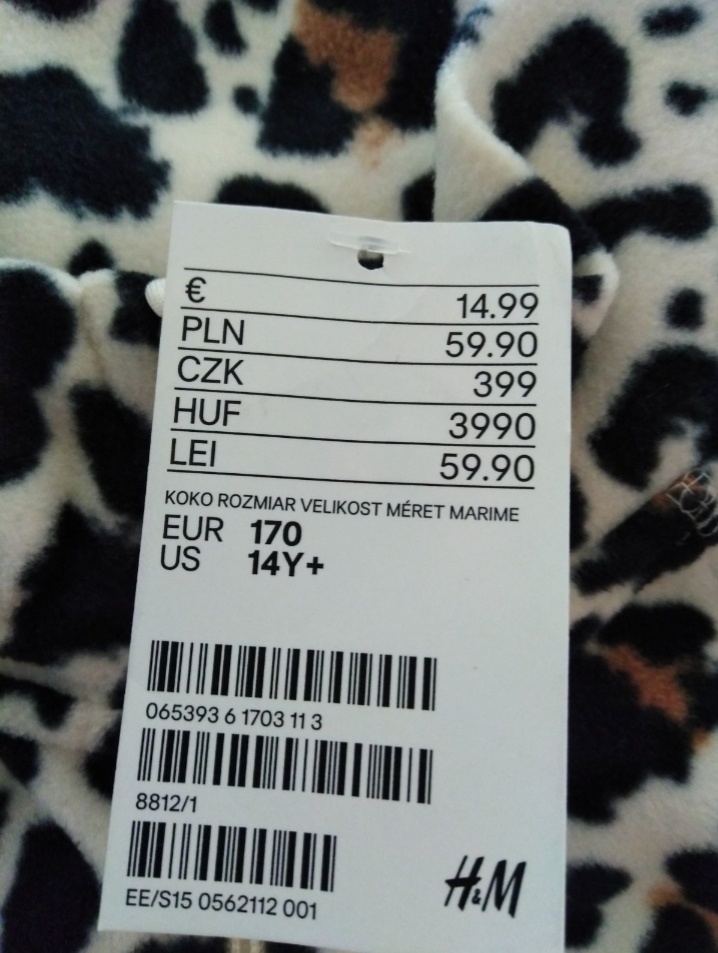 € 14.99
PLN 59.90
CZK 399
HUF 3990
LEI 59.90
KOKO ROZMIAR VELIKOST MÉRET MARIME
EUR 170
US 14Y+
065393 6 1703 11 3
8812/1
EE/S15 0562112 001
H&M